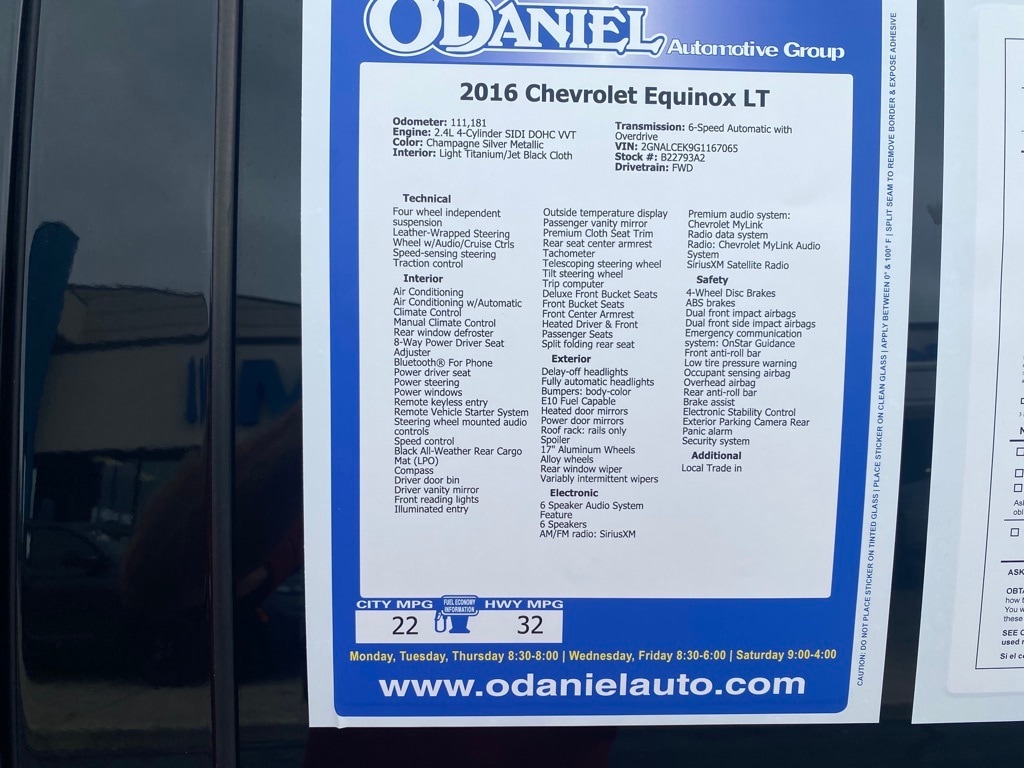 O'DANIEL
Automotive Group
2016 Chevrolet Equinox LT
Odometer: 111,181
Engine: 2.4L 4-Cylinder SIDI DOHC VVT
Color: Champagne Silver Metallic
Interior: Light Titanium/Jet Black Cloth
Transmission: 6-Speed Automatic with
Overdrive
VIN: 2GNALCEK9G1167065
Stock #: B22793A2
Drivetrain: FWD
Technical
Four wheel independent
suspension
Leather-Wrapped Steering
Wheel w/Audio/Cruise Ctrls
Speed-sensing steering
Traction control
Interior
Air Conditioning
Air Conditioning w/Automatic
Climate Control
Manual Climate Control
Rear window defroster
8-Way Power Driver Seat
Adjuster
Bluetooth® For Phone
Power driver seat
Power steering
Power windows
Remote keyless entry
Remote Vehicle Starter System
Steering wheel mounted audio
controls
Speed control
Black All-Weather Rear Cargo
Mat (LPO)
Compass
Driver door bin
Driver vanity mirror
Front reading lights
Illuminated entry
Outside temperature display
Passenger vanity mirror
Premium Cloth Seat Trim
Rear seat center armrest
Tachometer
Telescoping steering wheel
Tilt steering wheel
Trip computer
Deluxe Front Bucket Seats
Front Bucket Seats
Front Center Armrest
Heated Driver & Front
Passenger Seats
Split folding rear seat
Exterior
Delay-off headlights
Fully automatic headlights
Bumpers: body-color
E10 Fuel Capable
Heated door mirrors
Power door mirrors
Roof rack: rails only
Spoiler
17" Aluminum Wheels
Alloy wheels
Rear window wiper
Variably intermittent wipers
Electronic
6 Speaker Audio System
Feature
6 Speakers
AM/FM radio: SiriusXM
Premium audio system:
Chevrolet MyLink
Radio data system
Radio: Chevrolet MyLink Audio
System
SiriusXM Satellite Radio
Safety
4-Wheel Disc Brakes
ABS brakes
Dual front impact airbags
Dual front side impact airbags
Emergency communication
system: OnStar Guidance
Front anti-roll bar
Low tire pressure warning
Occupant sensing airbag
Overhead airbag
Rear anti-roll bar
Brake assist
Electronic Stability Control
Exterior Parking Camera Rear
Panic alarm
Security system
Additional
Local Trade in
CITY MPG
22
FUEL ECONOMY
INFORMATION
HWY MPG
32
Monday, Tuesday, Thursday 8:30-8:00 | Wednesday, Friday 8:30-6:00 | Saturday 9:00-4:00
www.odanielauto.com
CAUTION: DO NOT PLACE STICKER ON TINTED GLASS | PLACE STICKER ON CLEAN GLASS | APPLY BETWEEN 0° & 100° F | SPLIT SEAM TO REMOVE BORDER & EXPOSE ADHESIVE
N
As
obl
ASK
OBTA
how t
You w
these
SEE C
used
Si el c